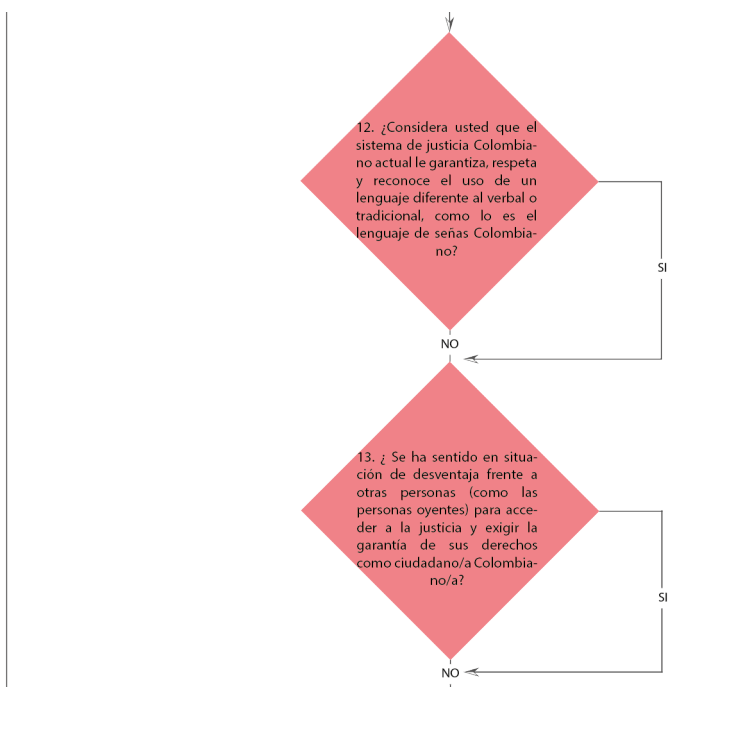 12. ¿Considera usted que el
sistema de justicia Colombia-
no actual le garantiza, respeta
y reconoce el uso de un
lenguaje diferente al verbal o
tradicional, como lo es el
lenguaje de señas Colombia-
no?
SI
NO
13. ¿ Se ha sentido en situa-
ción de desventaja frente a
otras personas (como las
personas oyentes) para acce-
der a la justicia y exigir la
garantía de sus derechos
como ciudadano/a Colombia-
no/a?
SI
NO